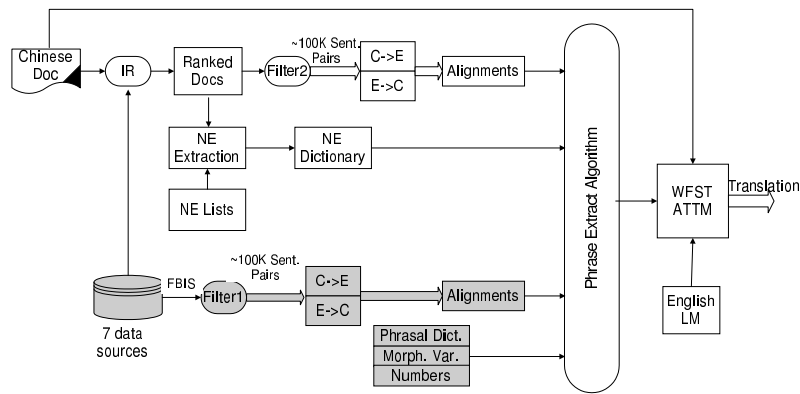 Chinese
Doc
IR
Ranked
Docs
Filter2
~100K Sent.
Pairs
C->E
E->C
Alignments
NE
Extraction
NE
Dictionary
NE Lists
Phrase Extract Algorithm
WFST
ATTM
Translation
English
LM
7 data
sources
FBIS
Filter1
~100K Sent.
Pairs
C->E
E->C
Alignments
Phrasal Dict.
Morph. Var.
Numbers